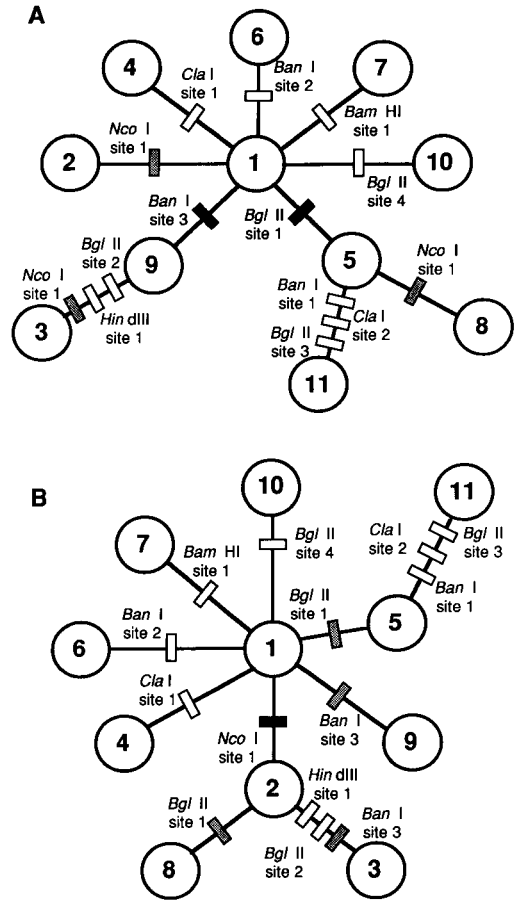 A
6
4
7
Cla I
site 1
Ban I
site 2
Bam HI
site 1
Nco I
site 1
2
1
10
Bgl II
site 4
Ban I
site 3
Bgl II
site 1
Bgl II
site 2
9
5
Nco I
site 1
Nco I
site 1
Ban I
site 1
3
Hin dIII
site 1
Cla I
site 2
8
Bgl II
site 3
11
B
10
11
7
Bam HI
site 1
Bgl II
site 4
Cla I
site 2
Bgl II
site 3
Bgl II
site 1
Ban I
site 1
Ban I
site 2
5
6
1
Cla I
site 1
Ban I
site 3
4
Nco I
site 1
9
2
Hin dIII
site 1
Bgl II
site 1
Ban I
site 3
8
Bgl II
site 2
3